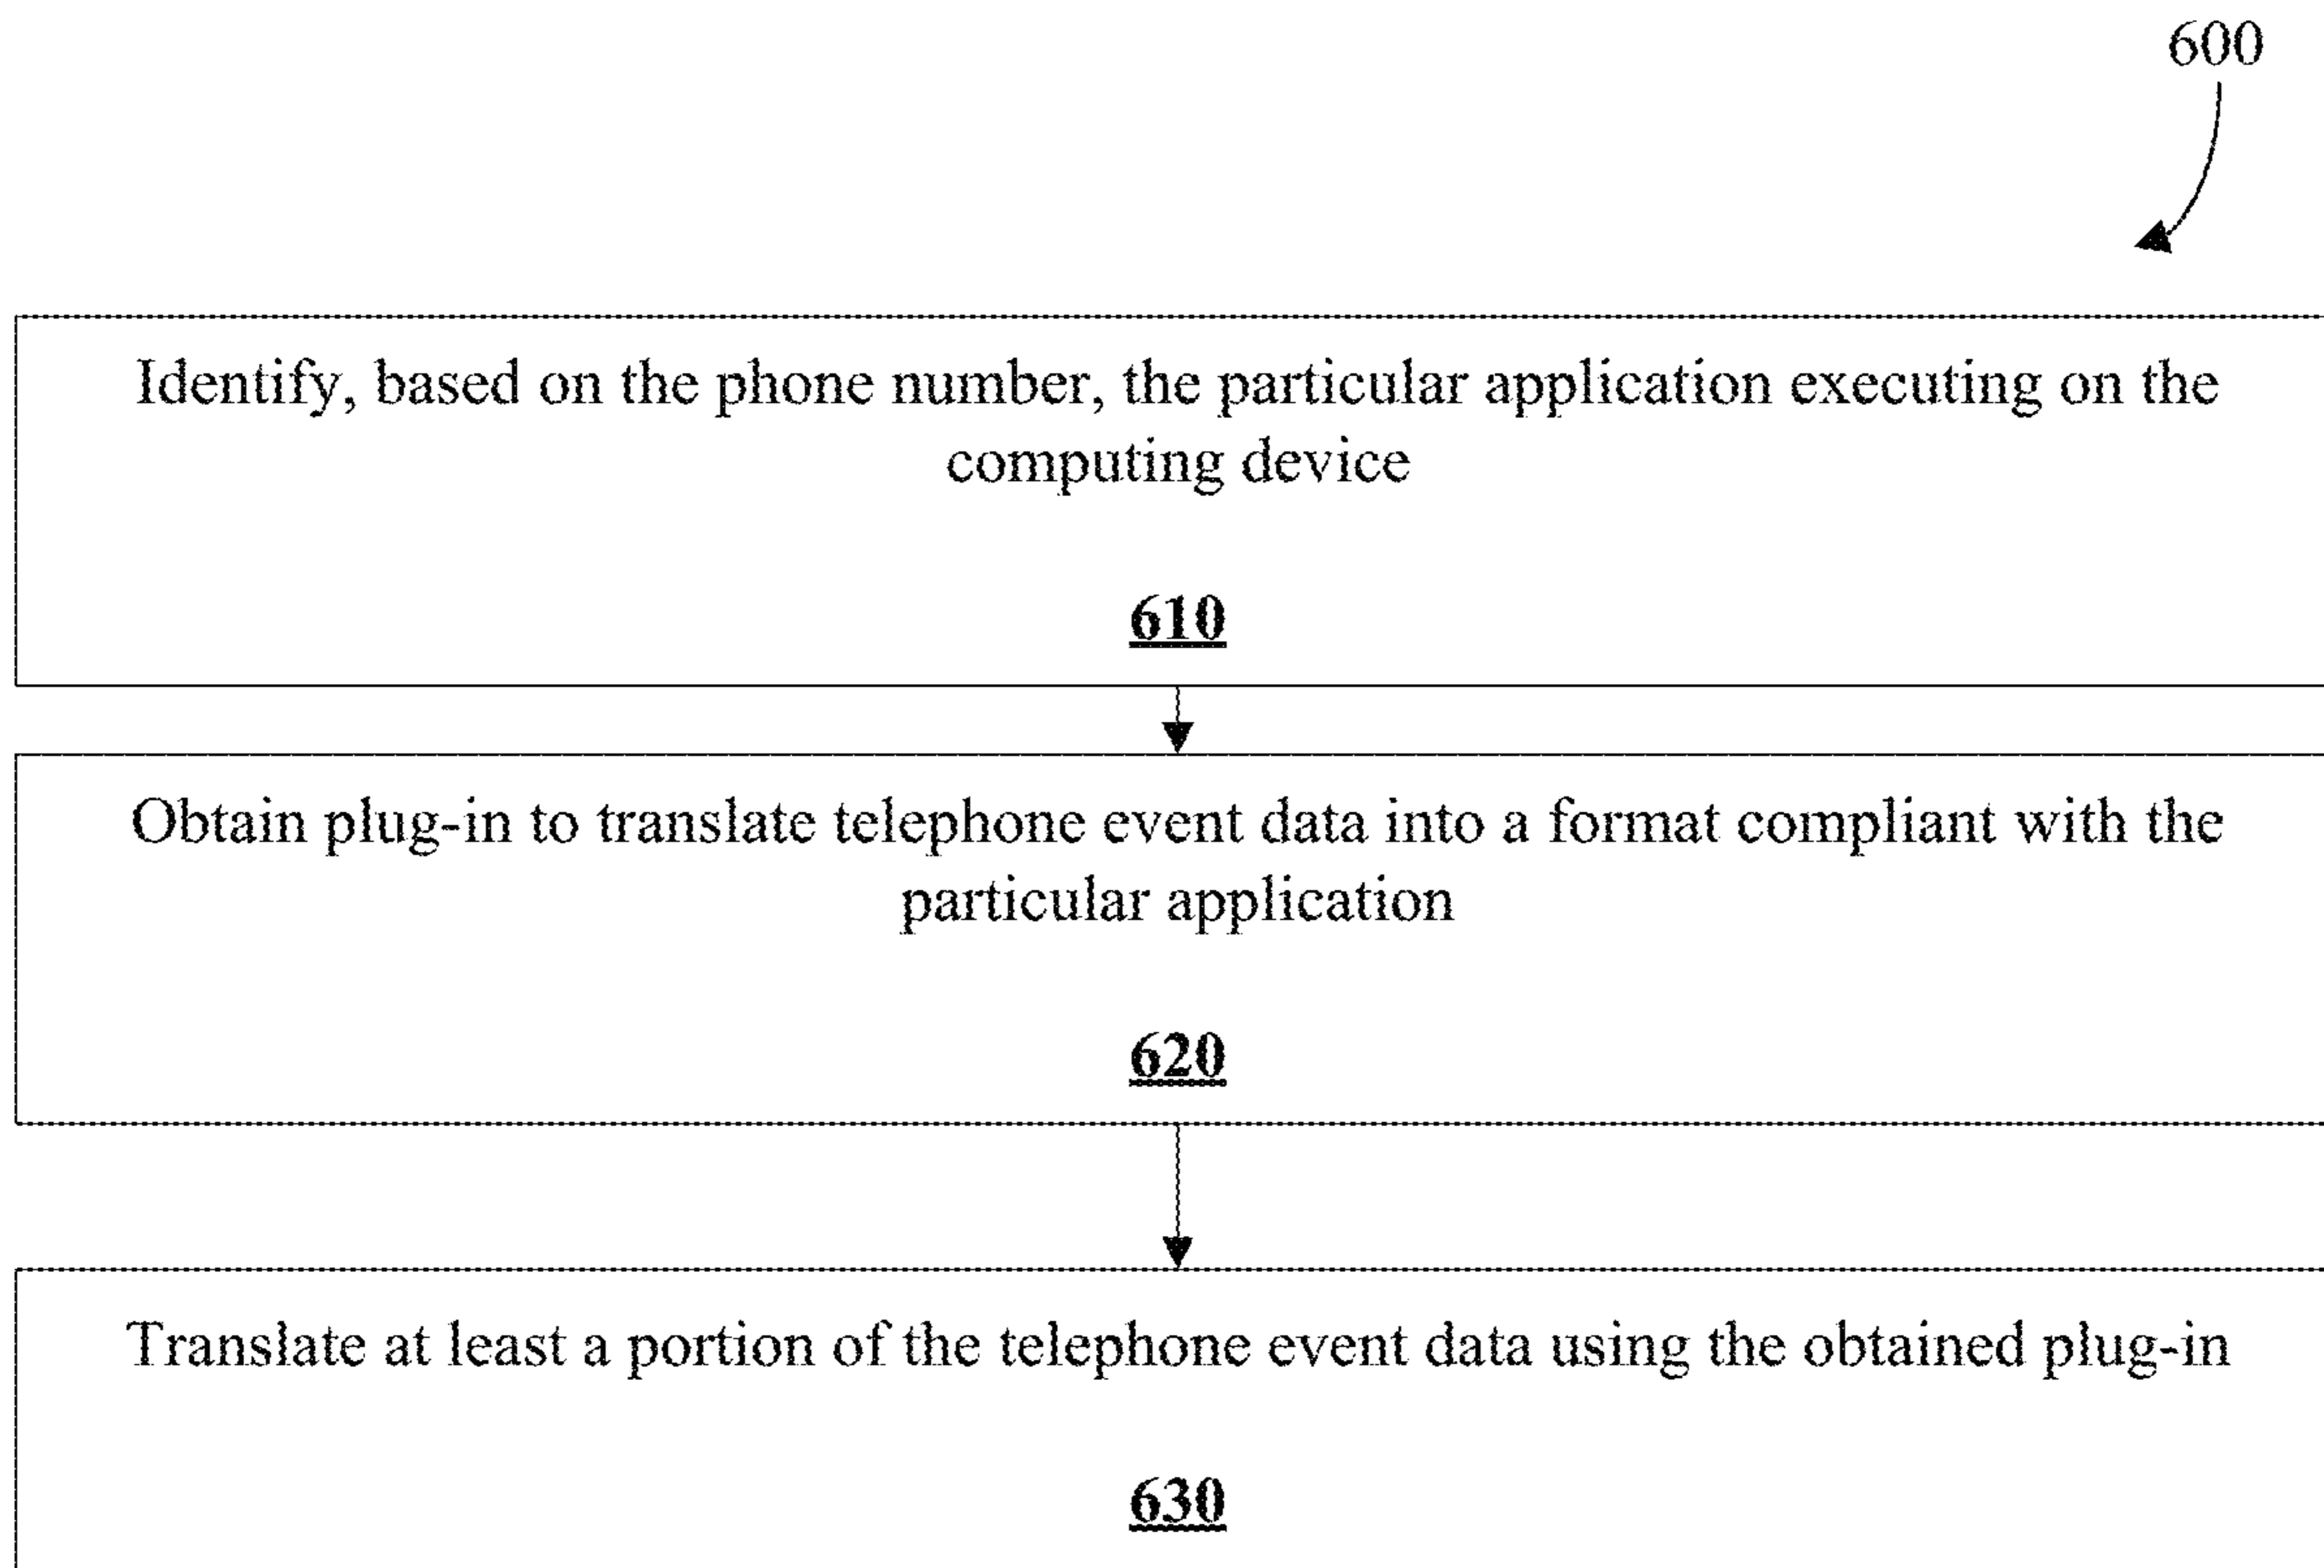 600
Identify, based on the phone number, the particular application executing on the
computing device
610
Obtain plug-in to translate telephone event data into a format compliant with the
particular application
620
Translate at least a portion of the telephone event data using the obtained plug-in
630